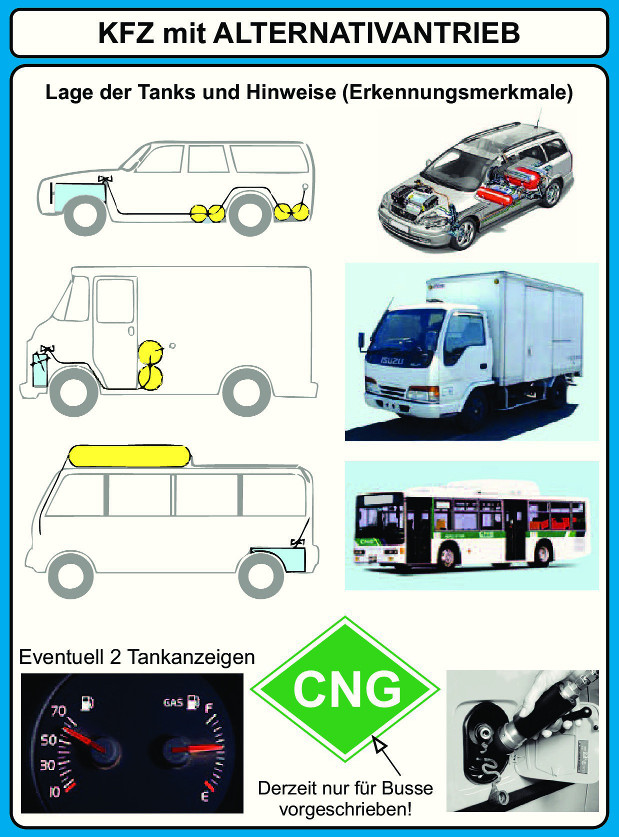 KFZ mit ALTERNATIVANTRIEB
Lage der Tanks und Hinweise (Erkennungsmerkmale)
ISUZU
Eventuell 2 Tankanzeigen
70
50
30
10
GAS
F
E
CNG
Derzeit nur für Busse
vorgeschrieben!